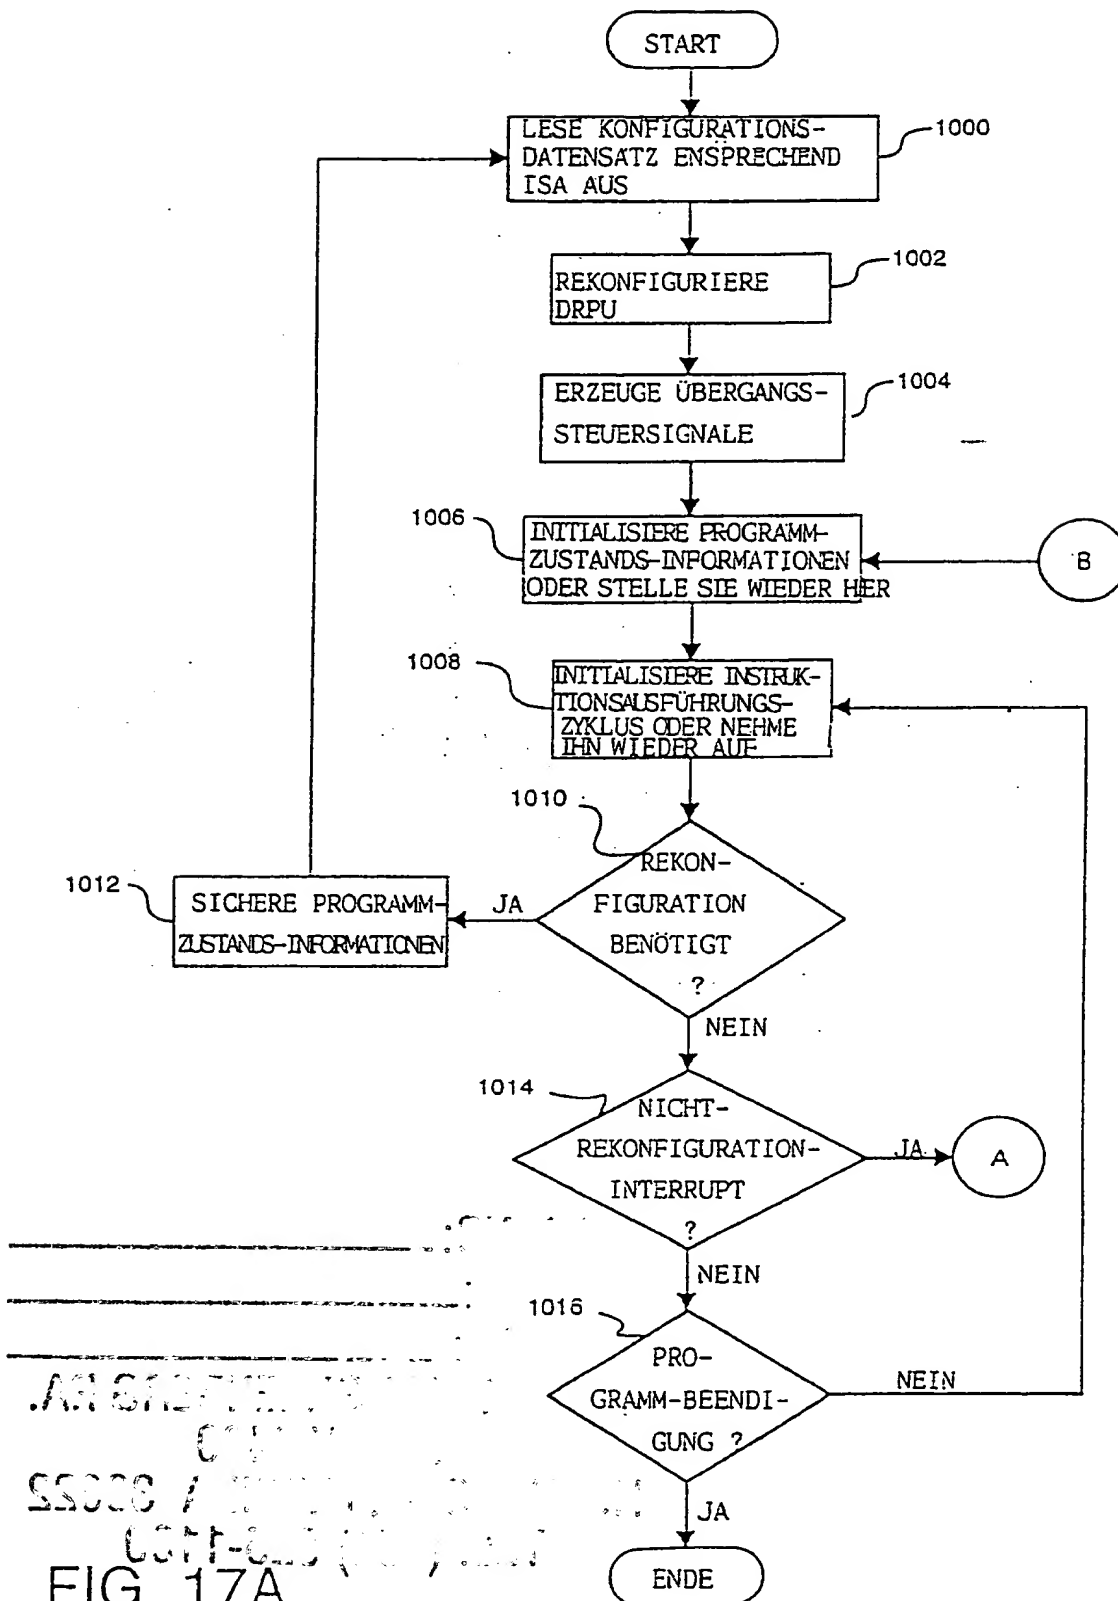 START
LESE KONFIGURATIONS-
DATENSATZ ENSPRECHEND
ISA AUS
1000
REKONFIGURIERE
DRPU
1002
ERZEUGE ÜBERGANGS-
STEUERSIGNALE
1004
1006
INITIALISIERE PROGRAMM-
ZUSTANDS-INFORMATIONEN
ODER STELLE SIE WIEDER HER
B
1008
INITIALISIERE INSTRUK-
TIONSAUSFÜHRUNGS-
ZYKLUS ODER NEHME
IHN WIEDER AUF
1010
REKON-
FIGURATION
BENÖTIGT
?
JA
1012
SICHERE PROGRAMM-
ZUSTANDS-INFORMATIONEN
NEIN
1014
NICHT-
REKONFIGURATION-
INTERRUPT
?
JA
A
NEIN
1016
PRO-
GRAMM-BEENDI-
GUNG ?
NEIN
JA
ENDE
FIG. 17A